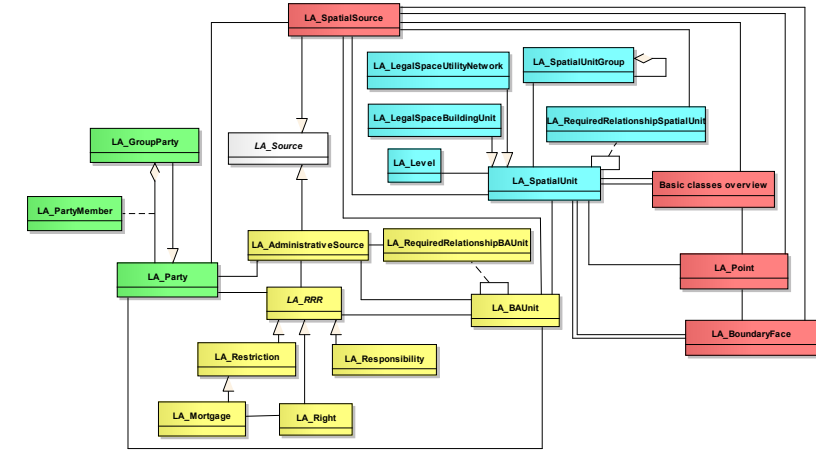 LA_SpatialSource
LA_LegalSpaceUtilityNetwork
LA_SpatialUnitGroup
LA_LegalSpaceBuildingUnit
LA_RequiredRelationshipSpatialUnit
LA_GroupParty
LA_Source
LA_Level
LA_SpatialUnit
Basic classes overview
LA_PartyMember
LA_AdministrativeSource
LA_RequiredRelationshipBAUnit
LA_Party
LA_Point
LA_RRR
LA_BAUnit
LA_BoundaryFace
LA_Restriction
LA_Responsibility
LA_Mortgage
LA_Right